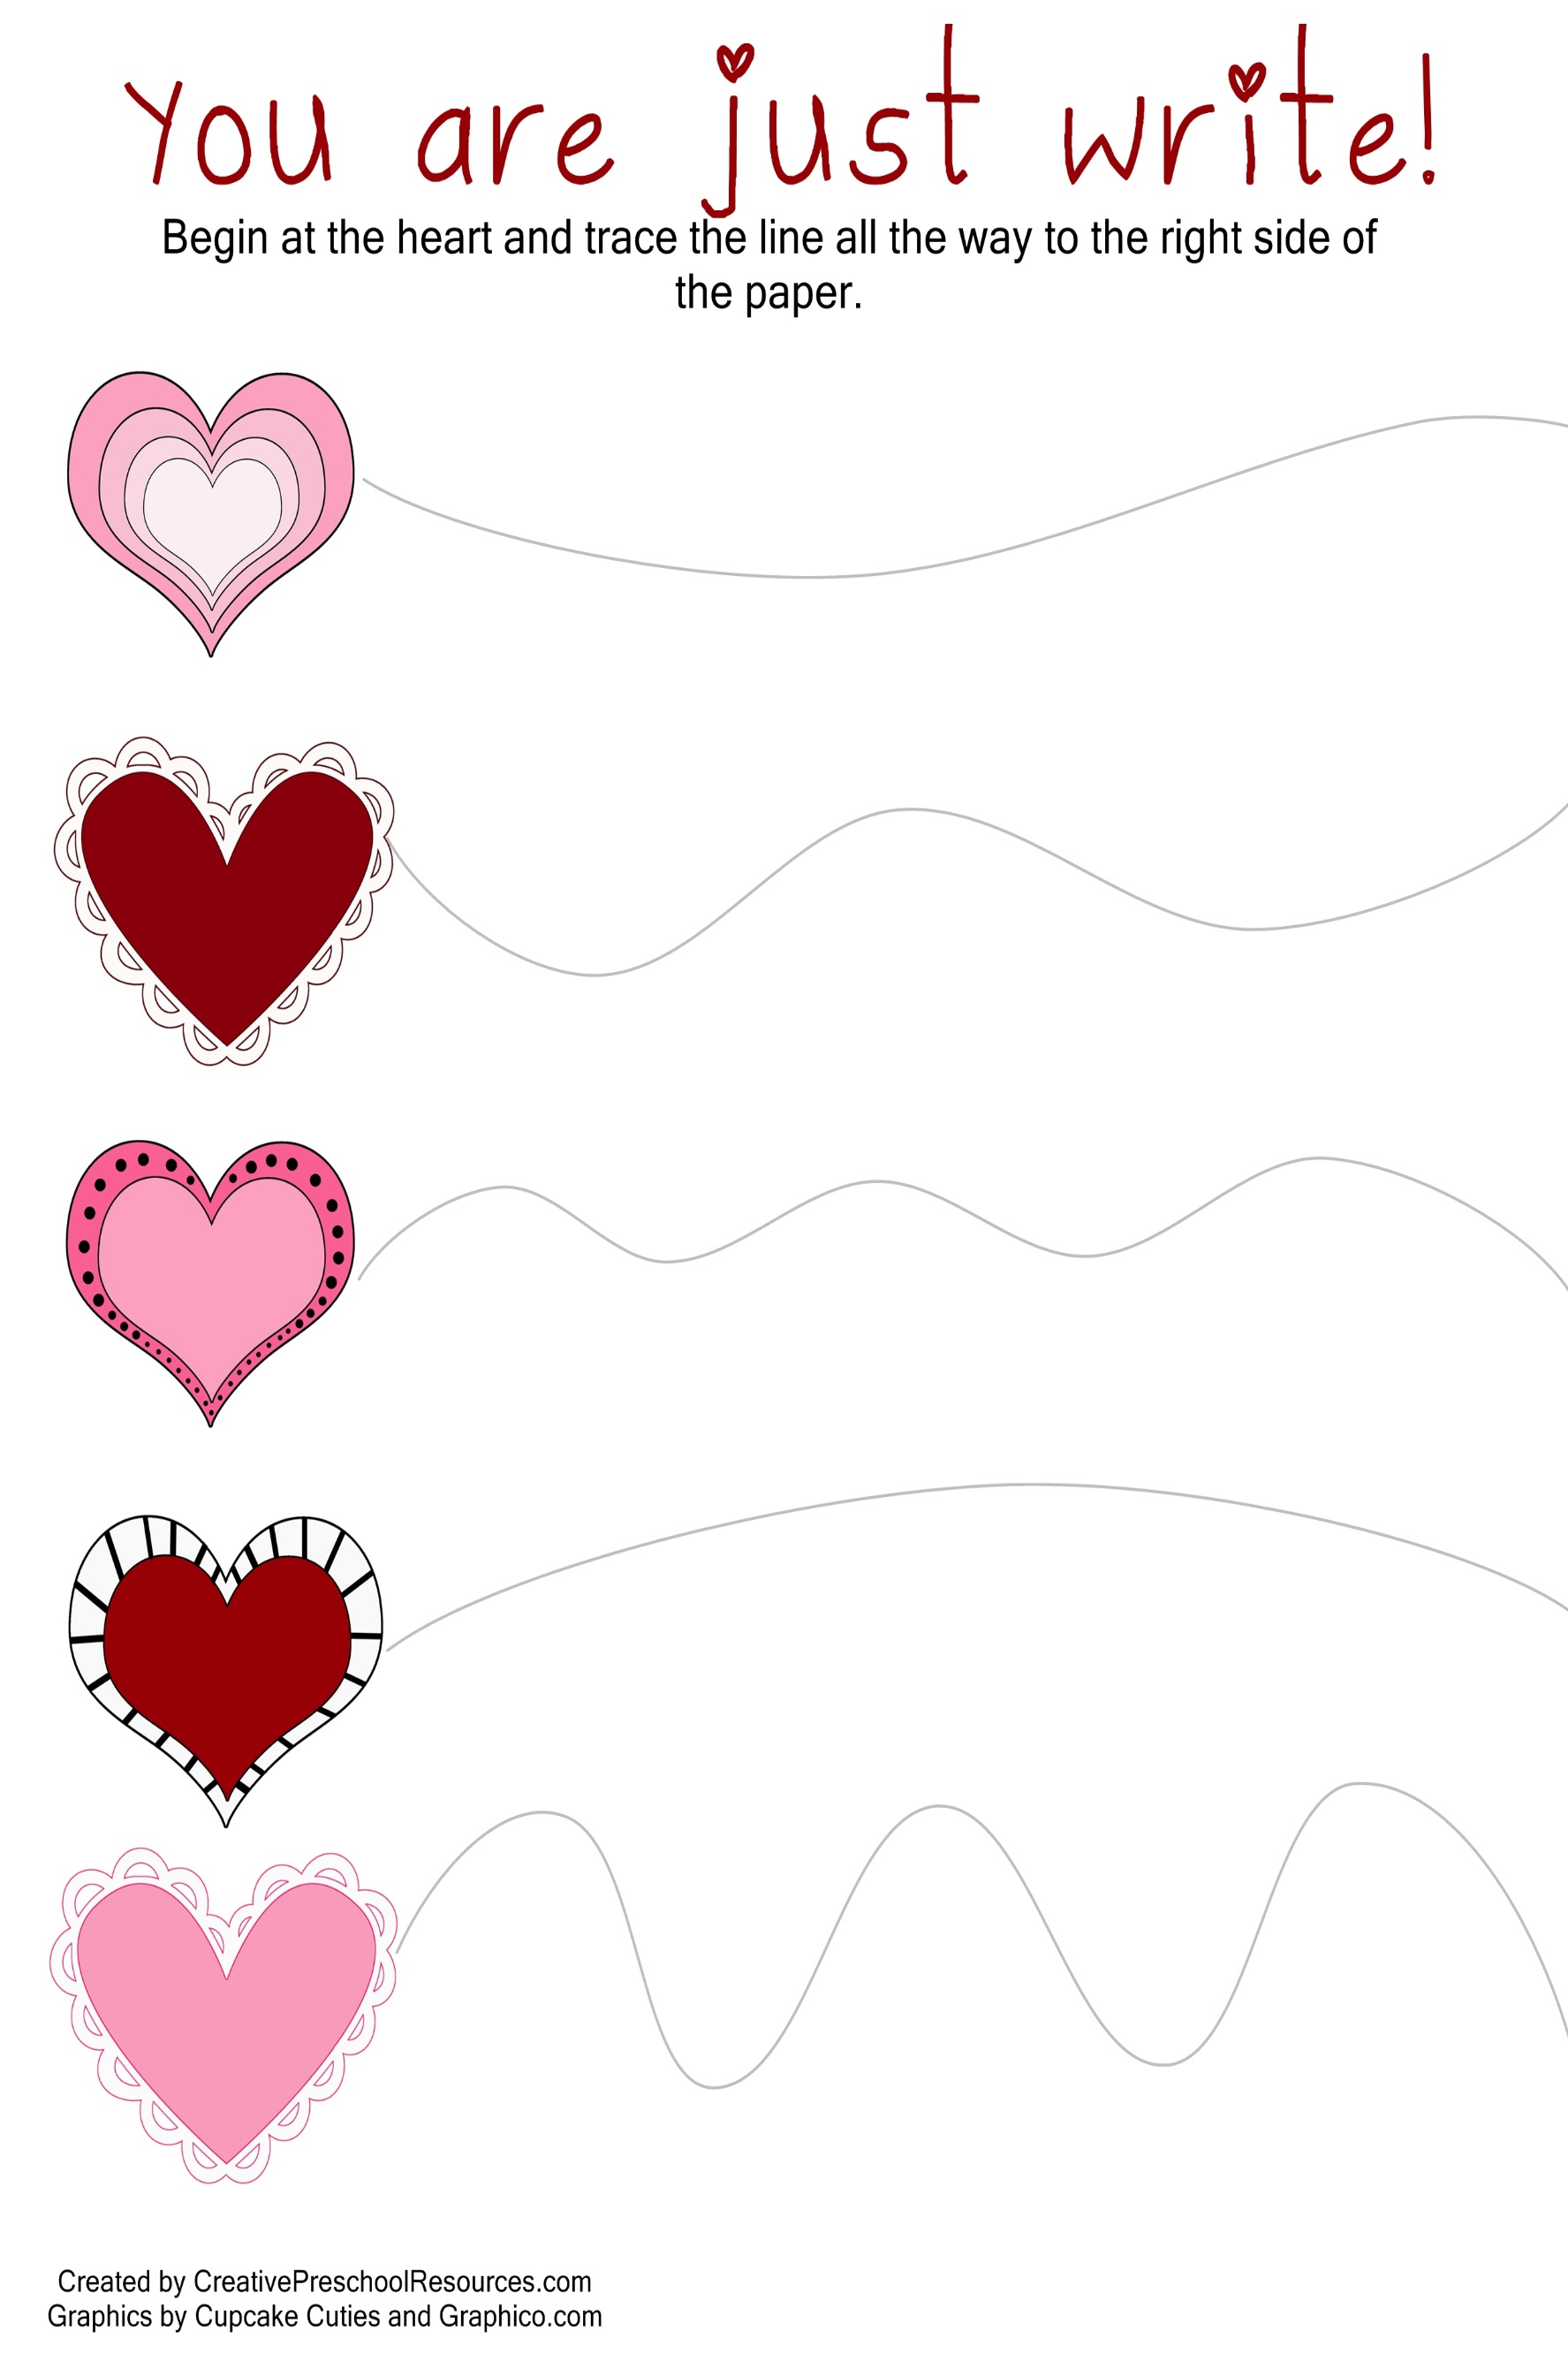 You are just write!
Begin at the heart and trace the line all the way to the right side of
the paper.
Created by CreativePreschoolResources.com
Graphics by Cupcake Cuties and Graphico.com